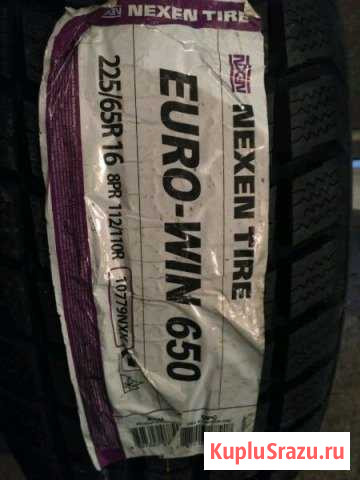 NEXEN TIRE
225/65R16 8PR 112/110R
EURO-WIN 650
NEXEN TIRE
KupluSrazu.ru